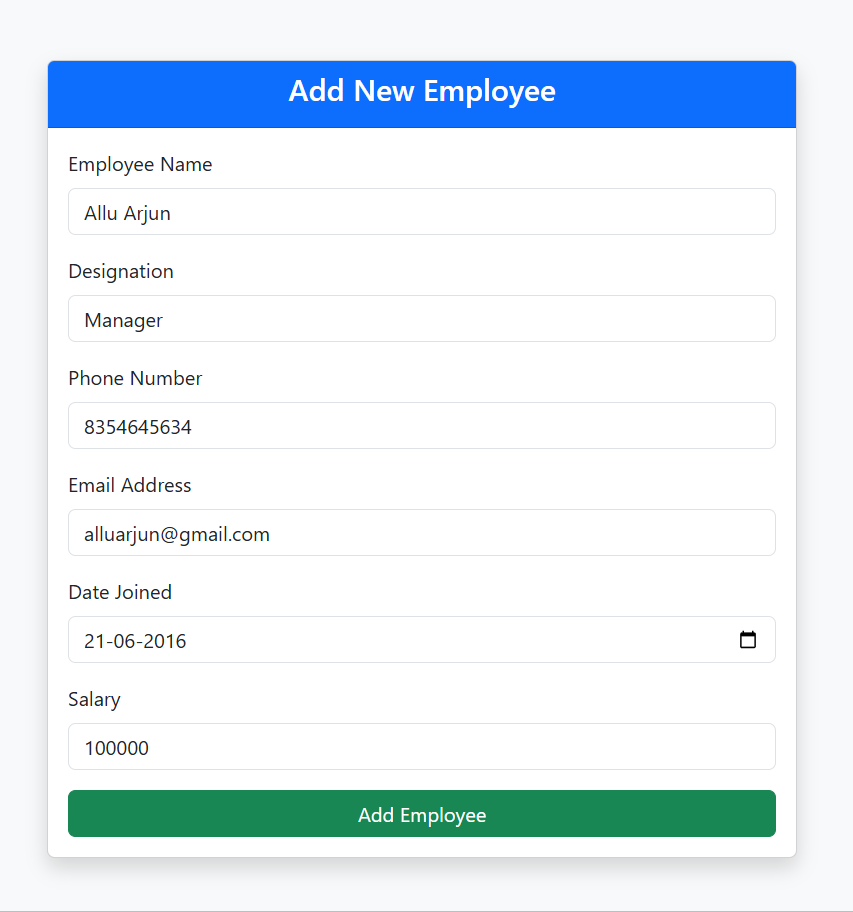 Add New Employee
Employee Name
Allu Arjun
Designation
Manager
Phone Number
8354645634
Email Address
alluarjun@gmail.com
Date Joined
21-06-2016
Salary
100000
Add Employee